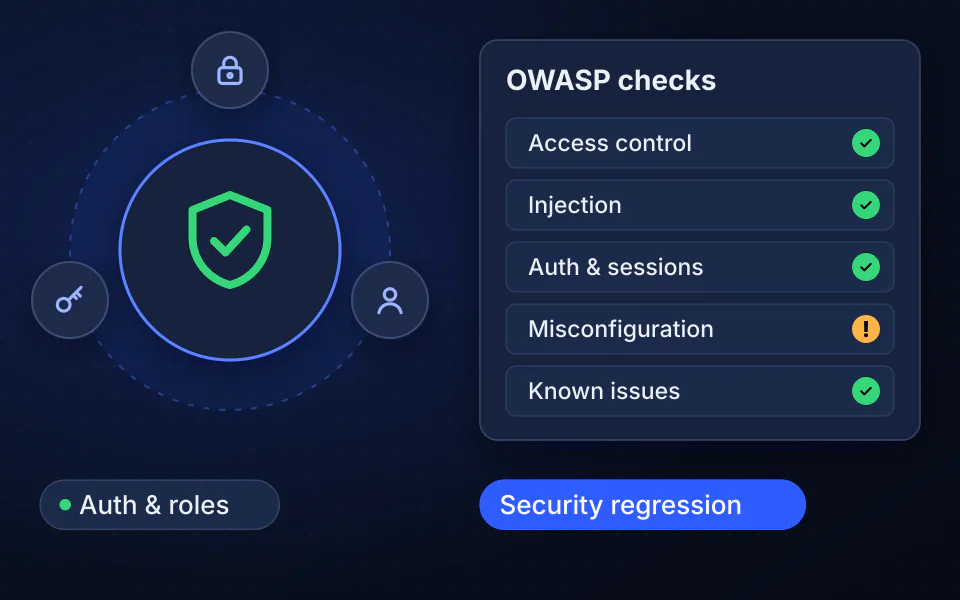 OWASP checks
Access control
Injection
Auth & sessions
Misconfiguration
Known issues
Auth & roles
Security regression